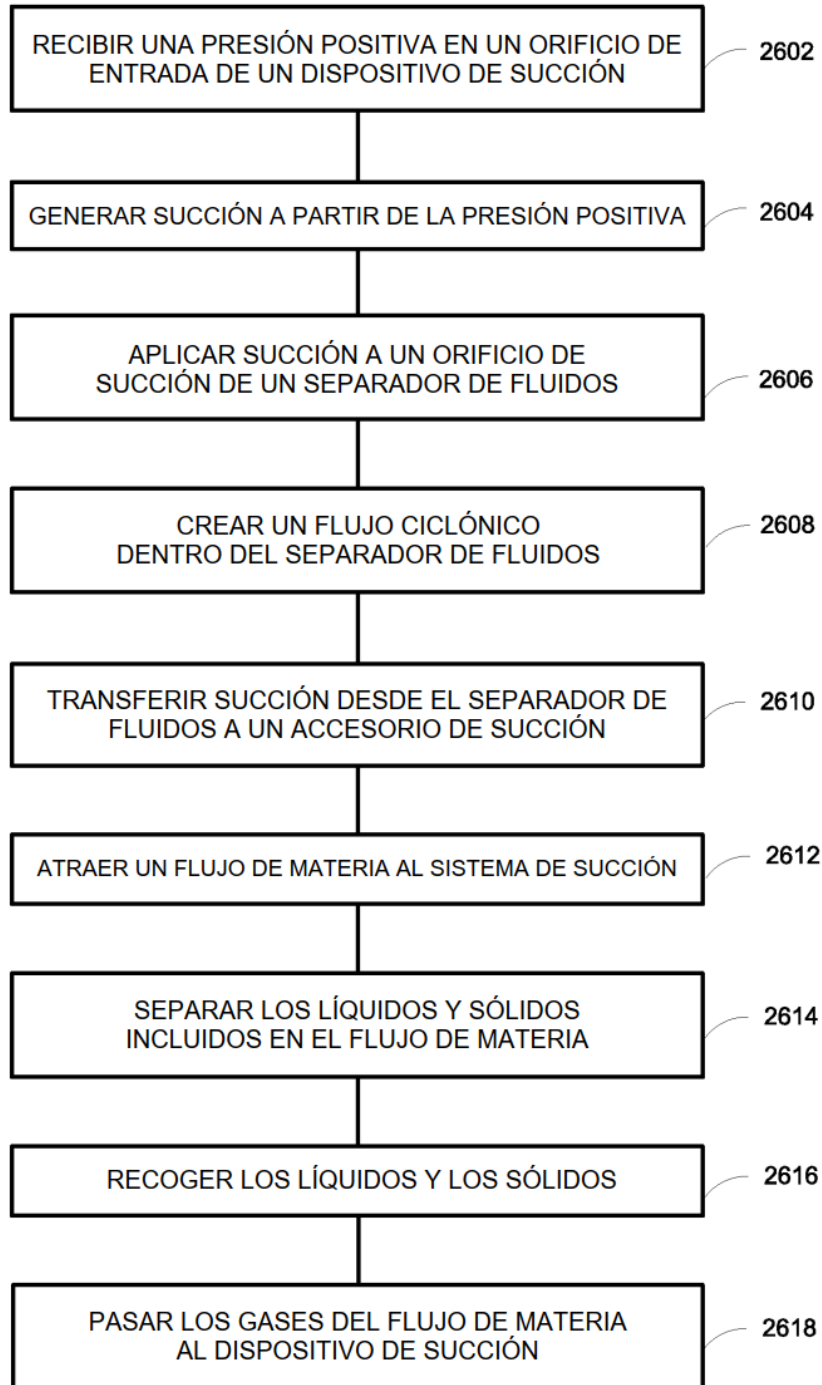 RECIBIR UNA PRESIÓN POSITIVA EN UN ORIFICIO DE
ENTRADA DE UN DISPOSITIVO DE SUCCIÓN
2602
GENERAR SUCCIÓN A PARTIR DE LA PRESIÓN POSITIVA
2604
APLICAR SUCCIÓN A UN ORIFICIO DE
SUCCIÓN DE UN SEPARADOR DE FLUIDOS
2606
CREAR UN FLUJO CICLÓNICO
DENTRO DEL SEPARADOR DE FLUIDOS
2608
TRANSFERIR SUCCIÓN DESDE EL SEPARADOR DE
FLUIDOS A UN ACCESORIO DE SUCCIÓN
2610
ATRAER UN FLUJO DE MATERIA AL SISTEMA DE SUCCIÓN
2612
SEPARAR LOS LÍQUIDOS Y SÓLIDOS
INCLUIDOS EN EL FLUJO DE MATERIA
2614
RECOGER LOS LÍQUIDOS Y LOS SÓLIDOS
2616
PASAR LOS GASES DEL FLUJO DE MATERIA
AL DISPOSITIVO DE SUCCIÓN
2618